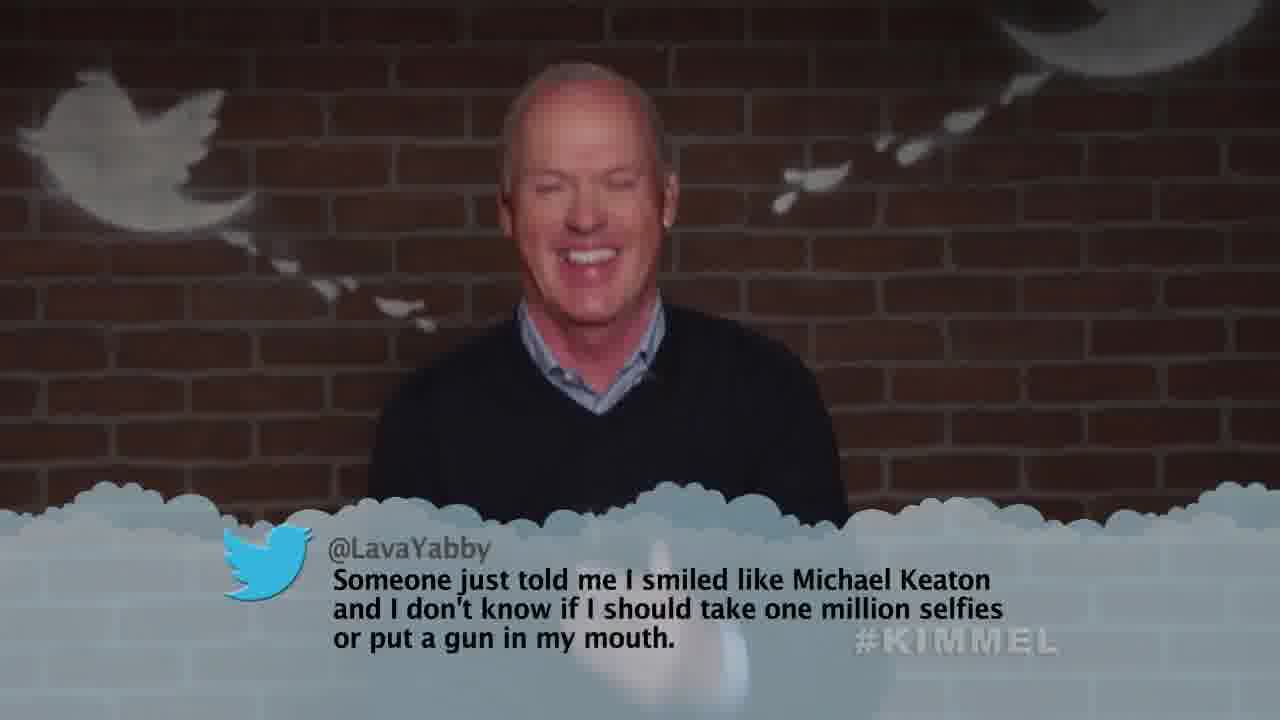 @LavaYabby
Someone just told me I smiled like Michael Keaton
and I don't know if I should take one million selfies
or put a gun in my mouth.
#KIMMEL